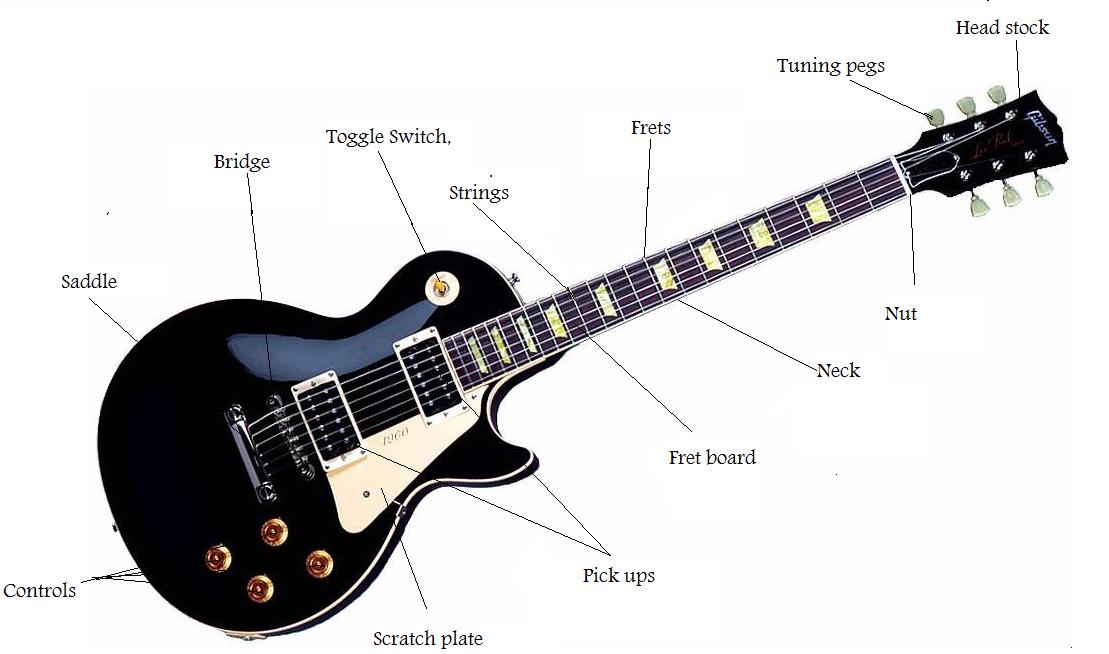 Head stock
Tuning pegs
Gibson
Les Paul
Frets
Toggle Switch,
Bridge
Strings
Saddle
Nut
Neck
1960
Fret board
Pick ups
Controls
Scratch plate